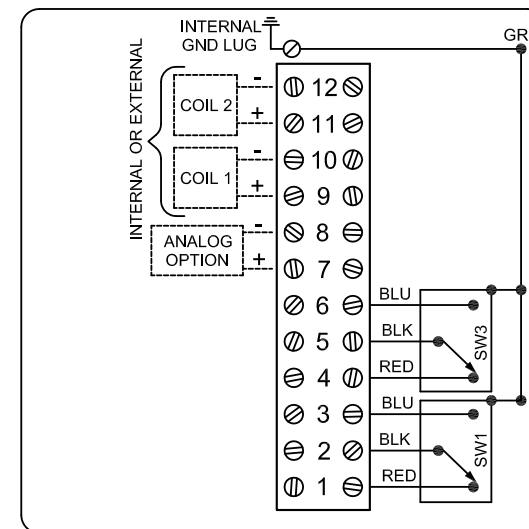 INTERNAL
GND LUG
GR
INTERNAL OR EXTERNAL
COIL 2
-
+
12
11
COIL 1
-
+
10
9
ANALOG
OPTION
-
+
8
7
6
BLU
5
BLK
4
RED
SW3
3
BLU
2
BLK
1
RED
SW1